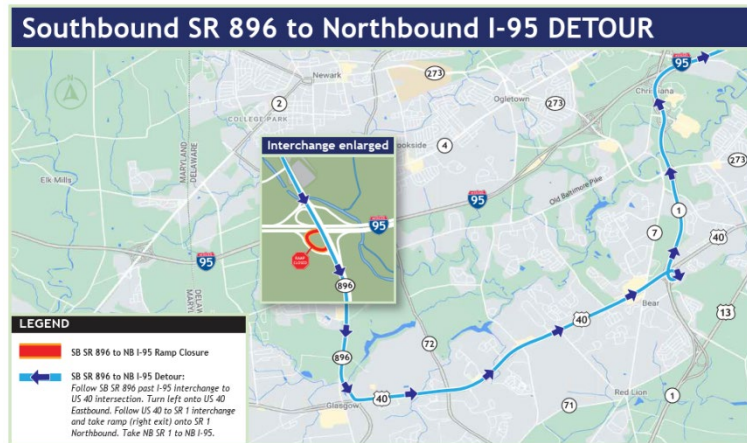 Southbound SR 896 to Northbound I-95 DETOUR
95
273
Newark
2
Ogletown
273
Christiana
COLLEGE PARK
Interchange enlarged
ookside
4
273
MARYLAND
DELAWARE
Elk Mills
95
95
Old Baltimore Pike
1
7
40
RAMP
CLOSED
95
896
Bear
40
13
LEGEND
SB SR 896 to NB I-95 Ramp Closure
896
72
SB SR 896 to NB I-95 Detour:
Follow SB SR 896 past I-95 interchange to
US 40 intersection. Turn left onto US 40
Eastbound. Follow US 40 to SR 1 interchange
and take ramp (right exit) onto SR 1
Northbound. Take NB SR 1 to NB I-95.
Glasgow
40
71
Red Lion
1